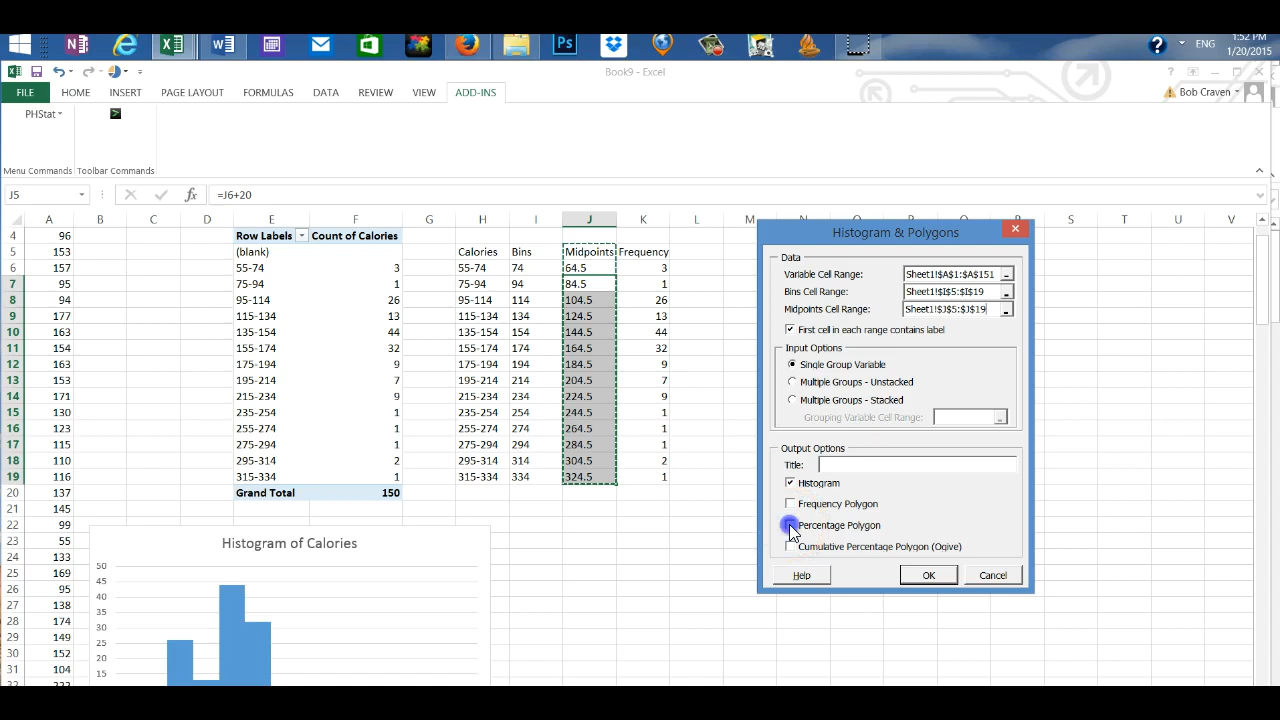 ENG
1:52 PM
1/20/2015
Book9 - Excel
FILE HOME INSERT PAGE LAYOUT FORMULAS DATA REVIEW VIEW ADD-INS
Bob Craven
PHStat
Menu Commands Toolbar Commands
J5 fx =J6+20
A B C D E F G H I J K L M N O P Q R S T U V
4 96 Row Labels Count of Calories
5 153 (blank) Calories Bins Midpoints Frequency
6 157 55-74 3 55-74 74 64.5 3
7 95 75-94 1 75-94 94 84.5 1
8 94 95-114 26 95-114 114 104.5 26
9 177 115-134 13 115-134 134 124.5 13
10 163 135-154 44 135-154 154 144.5 44
11 154 155-174 32 155-174 174 164.5 32
12 163 175-194 9 175-194 194 184.5 9
13 153 195-214 7 195-214 214 204.5 7
14 171 215-234 9 215-234 234 224.5 9
15 130 235-254 1 235-254 254 244.5 1
16 123 255-274 1 255-274 274 264.5 1
17 115 275-294 1 275-294 294 284.5 1
18 110 295-314 2 295-314 314 304.5 2
19 116 315-334 1 315-334 334 324.5 1
20 137 Grand Total 150
21 145
22 99
23 55
24 133
25 169
26 95
27 138
28 174
29 149
30 152
31 104
Histogram of Calories
50
45
40
35
30
25
20
15
Histogram & Polygons
Data
Variable Cell Range: Sheet1!$A$1:$A$151
Bins Cell Range: Sheet1!$I$5:$I$19
Midpoints Cell Range: Sheet1!$J$5:$J$19
First cell in each range contains label
Input Options
Single Group Variable
Multiple Groups - Unstacked
Multiple Groups - Stacked
Grouping Variable Cell Range:
Output Options
Title:
Histogram
Frequency Polygon
Percentage Polygon
Cumulative Percentage Polygon (Ogive)
Help OK Cancel